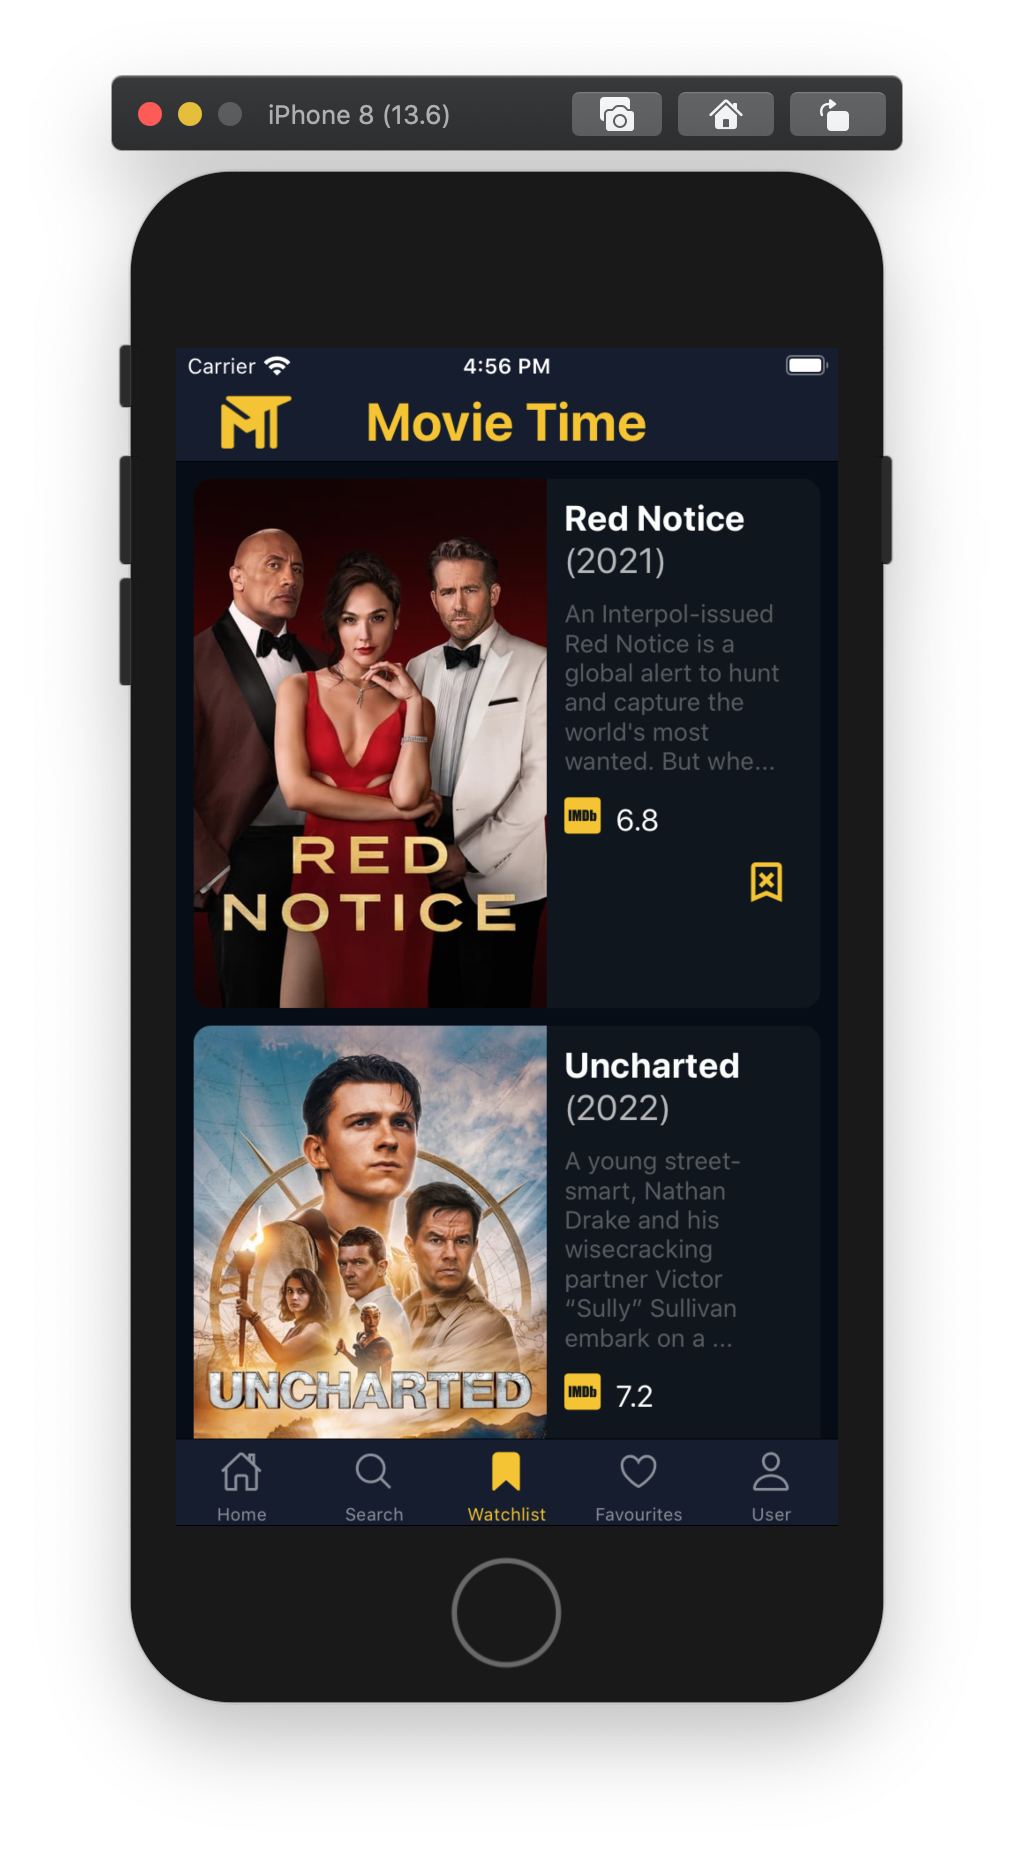 iPhone 8 (13.6)
Carrier
4:56 PM
MT
Movie Time
RED
NOTICE
Red Notice
(2021)
An Interpol-issued
Red Notice is a
global alert to hunt
and capture the
world's most
wanted. But whe...
IMDb 6.8
UNCHARTED
Uncharted
(2022)
A young street-
smart, Nathan
Drake and his
wisecracking
partner Victor
“Sully” Sullivan
embark on a ...
IMDb 7.2
Home
Search
Watchlist
Favourites
User